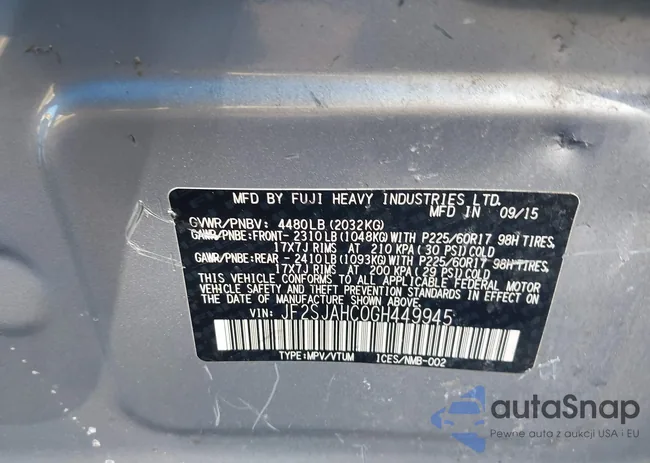 MFD BY FUJI HEAVY INDUSTRIES LTD.
MFD IN 09/15
GVWR/PNBV: 4480LB(2032KG)
GAWR/PNBE:FRONT- 2310LB(1048KG)WITH P225/60R17 98H TIRES.
17X7J RIMS AT 210 KPA(30 PSI)COLD
GAWR/PNBE:REAR - 2410LB(1093KG)WITH P225/60R17 98H TIRES.
17X7J RIMS AT 200 KPA(29 PSI)COLD
THIS VEHICLE CONFORMS TO ALL APPLICABLE FEDERAL MOTOR
VEHICLE SAFETY STANDARDS IN EFFECT ON THE
DATE OF MANUFACTURE SHOWN ABOVE.
VIN: JF2SJAHC0GH449945
TYPE:MPV/VTUM ICES/NMB-002
autoSnap
Pewne auta z aukcji USA i EU